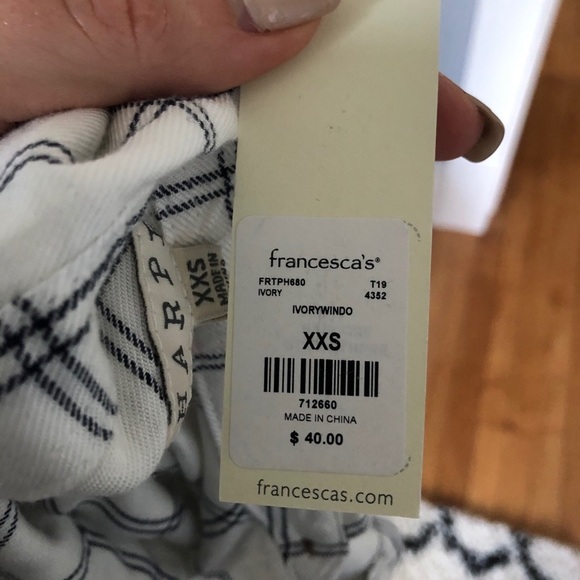 francesca's®
FRTPH680 T19
IVORY 4352
IVORYWINDO
XXS
712660
MADE IN CHINA
$ 40.00
francescas.com
HARP
XXS
MADE IN